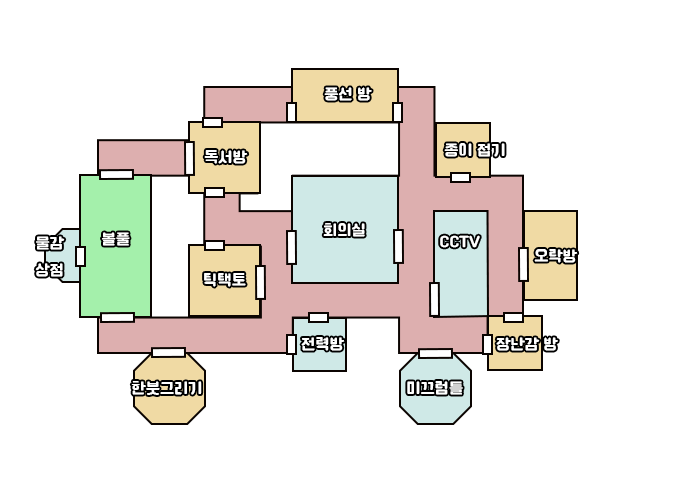 풍선 방
종이 접기
독서방
회의실
CCTV
볼풀
물감
상점
오락방
틱택토
전력방
장난감 방
한붓그리기
미끄럼틀